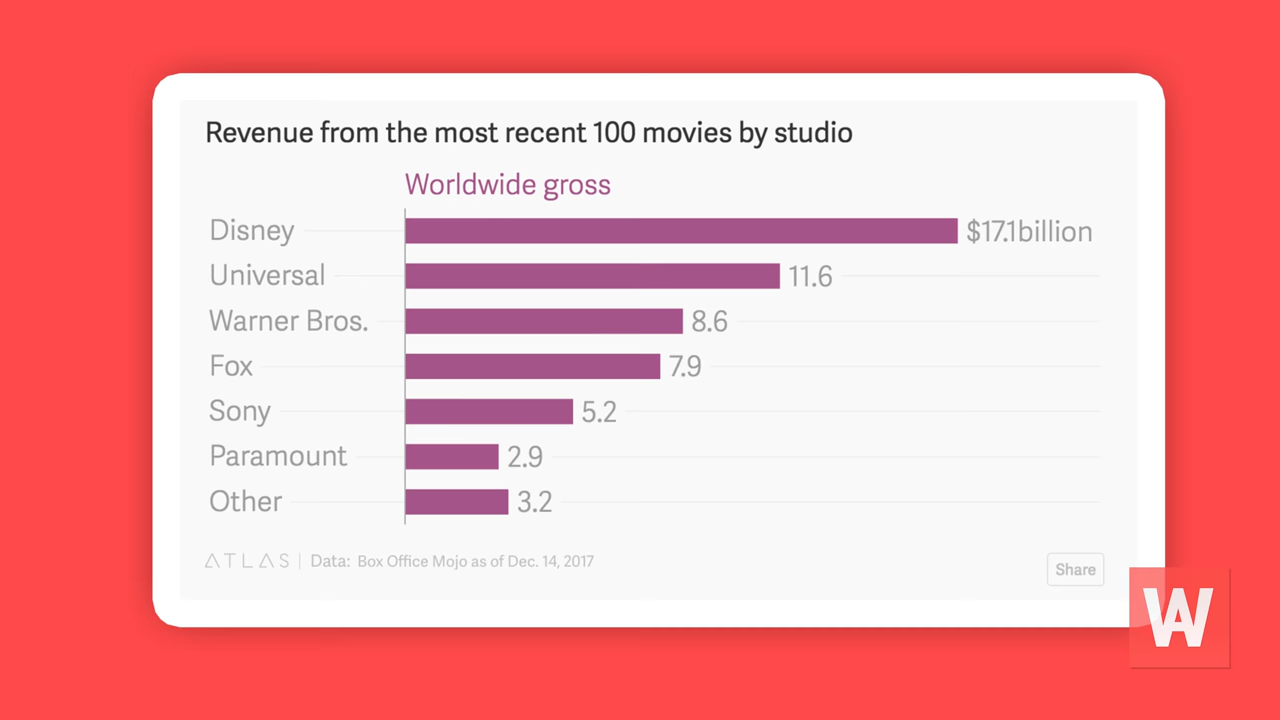 Revenue from the most recent 100 movies by studio
Worldwide gross
Disney $17.1billion
Universal 11.6
Warner Bros. 8.6
Fox 7.9
Sony 5.2
Paramount 2.9
Other 3.2
ATLAS | Data: Box Office Mojo as of Dec. 14, 2017
Share
W